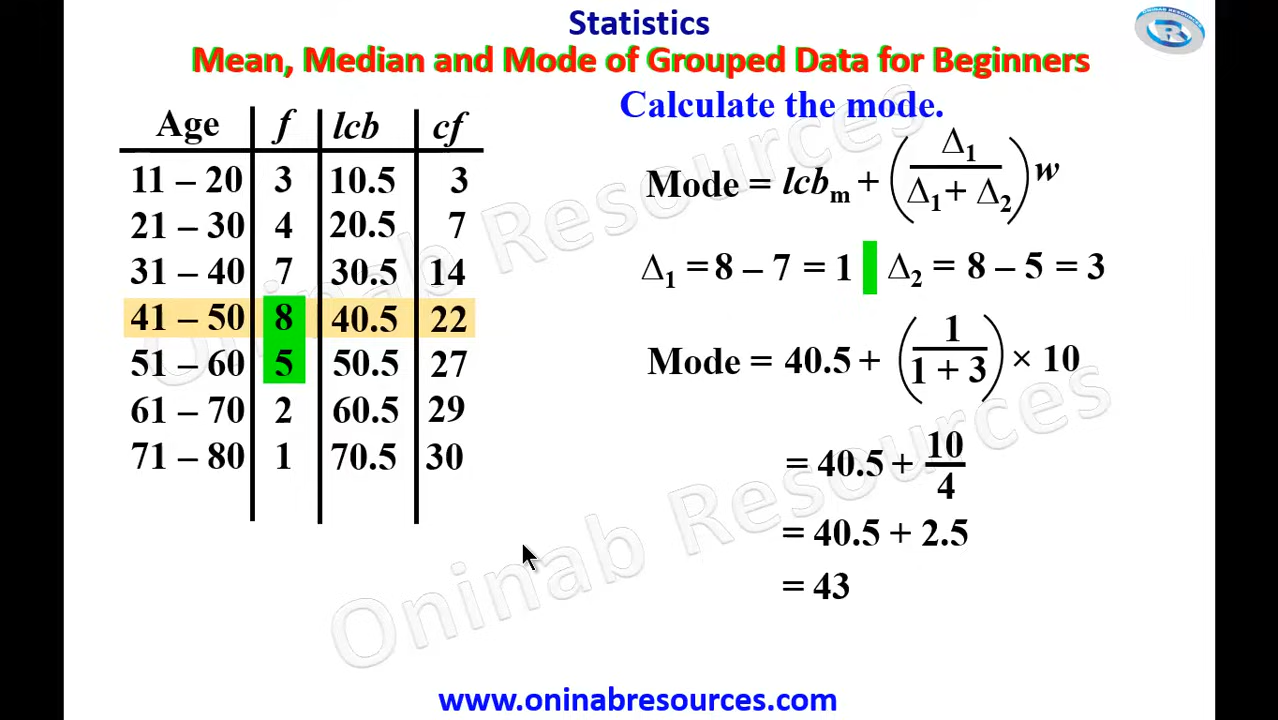 Statistics
Mean, Median and Mode of Grouped Data for Beginners
Calculate the mode.
Age f lcb cf
11 – 20 3 10.5 3
21 – 30 4 20.5 7
31 – 40 7 30.5 14
41 – 50 8 40.5 22
51 – 60 5 50.5 27
61 – 70 2 60.5 29
71 – 80 1 70.5 30
Mode = lcbₘ + (Δ₁ / (Δ₁ + Δ₂)) w
Δ₁ = 8 – 7 = 1 Δ₂ = 8 – 5 = 3
Mode = 40.5 + (1 / (1 + 3)) × 10
= 40.5 + 10/4
= 40.5 + 2.5
= 43
Oninab Resources
Oninab Resources
www.oninabresources.com